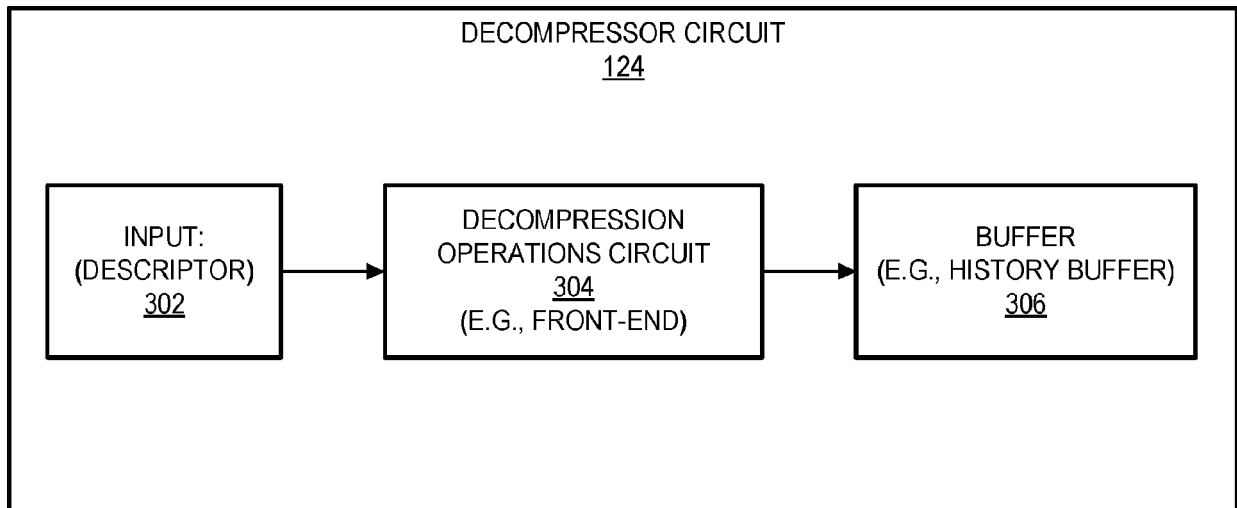 DECOMPRESSOR CIRCUIT
124
INPUT:
(DESCRIPTOR)
302
DECOMPRESSION
OPERATIONS CIRCUIT
304
(E.G., FRONT-END)
BUFFER
(E.G., HISTORY BUFFER)
306